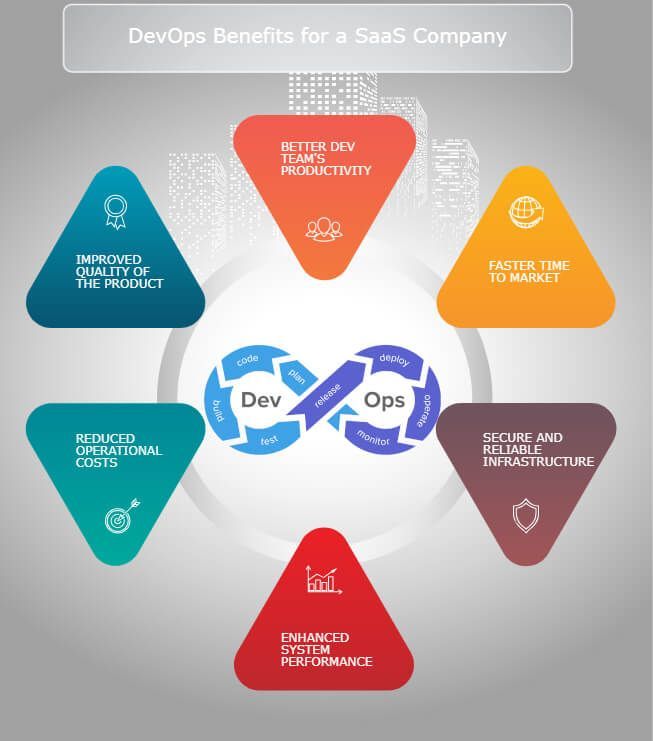 DevOps Benefits for a SaaS Company
BETTER DEV
TEAM'S
PRODUCTIVITY
IMPROVED
QUALITY OF
THE PRODUCT
FASTER TIME
TO MARKET
code
plan
build
Dev
test
release
deploy
Ops
operate
monitor
REDUCED
OPERATIONAL
COSTS
SECURE AND
RELIABLE
INFRASTRUCTURE
ENHANCED
SYSTEM
PERFORMANCE